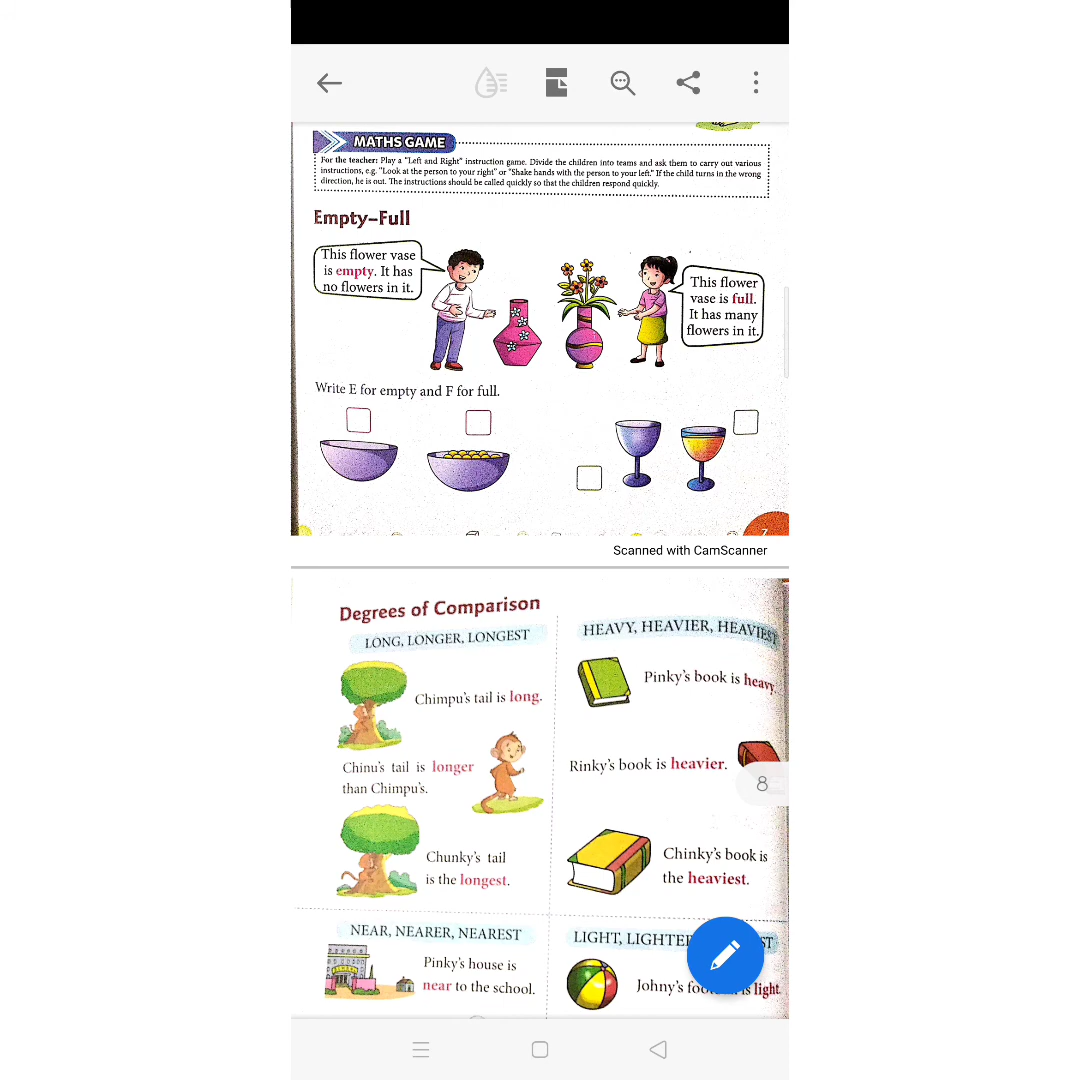 MATHS GAME
For the teacher: Play a "Left and Right" instruction game. Divide the children into teams and ask them to carry out various
instructions, e.g. "Look at the person to your right" or "Shake hands with the person to your left." If the child turns in the wrong
direction, he is out. The instructions should be called quickly so that the children respond quickly.
Empty–Full
This flower vase
is empty. It has
no flowers in it.
This flower
vase is full.
It has many
flowers in it.
Write E for empty and F for full.
7
Scanned with CamScanner
Degrees of Comparison
LONG, LONGER, LONGEST
Chimpu's tail is long.
Chinu's tail is longer
than Chimpu's.
Chunky's tail
is the longest.
HEAVY, HEAVIER, HEAVIEST
Pinky's book is heavy.
Rinky's book is heavier.
8
Chinky's book is
the heaviest.
NEAR, NEARER, NEAREST
Pinky's house is
near to the school.
LIGHT, LIGHTER
Johny's is light.